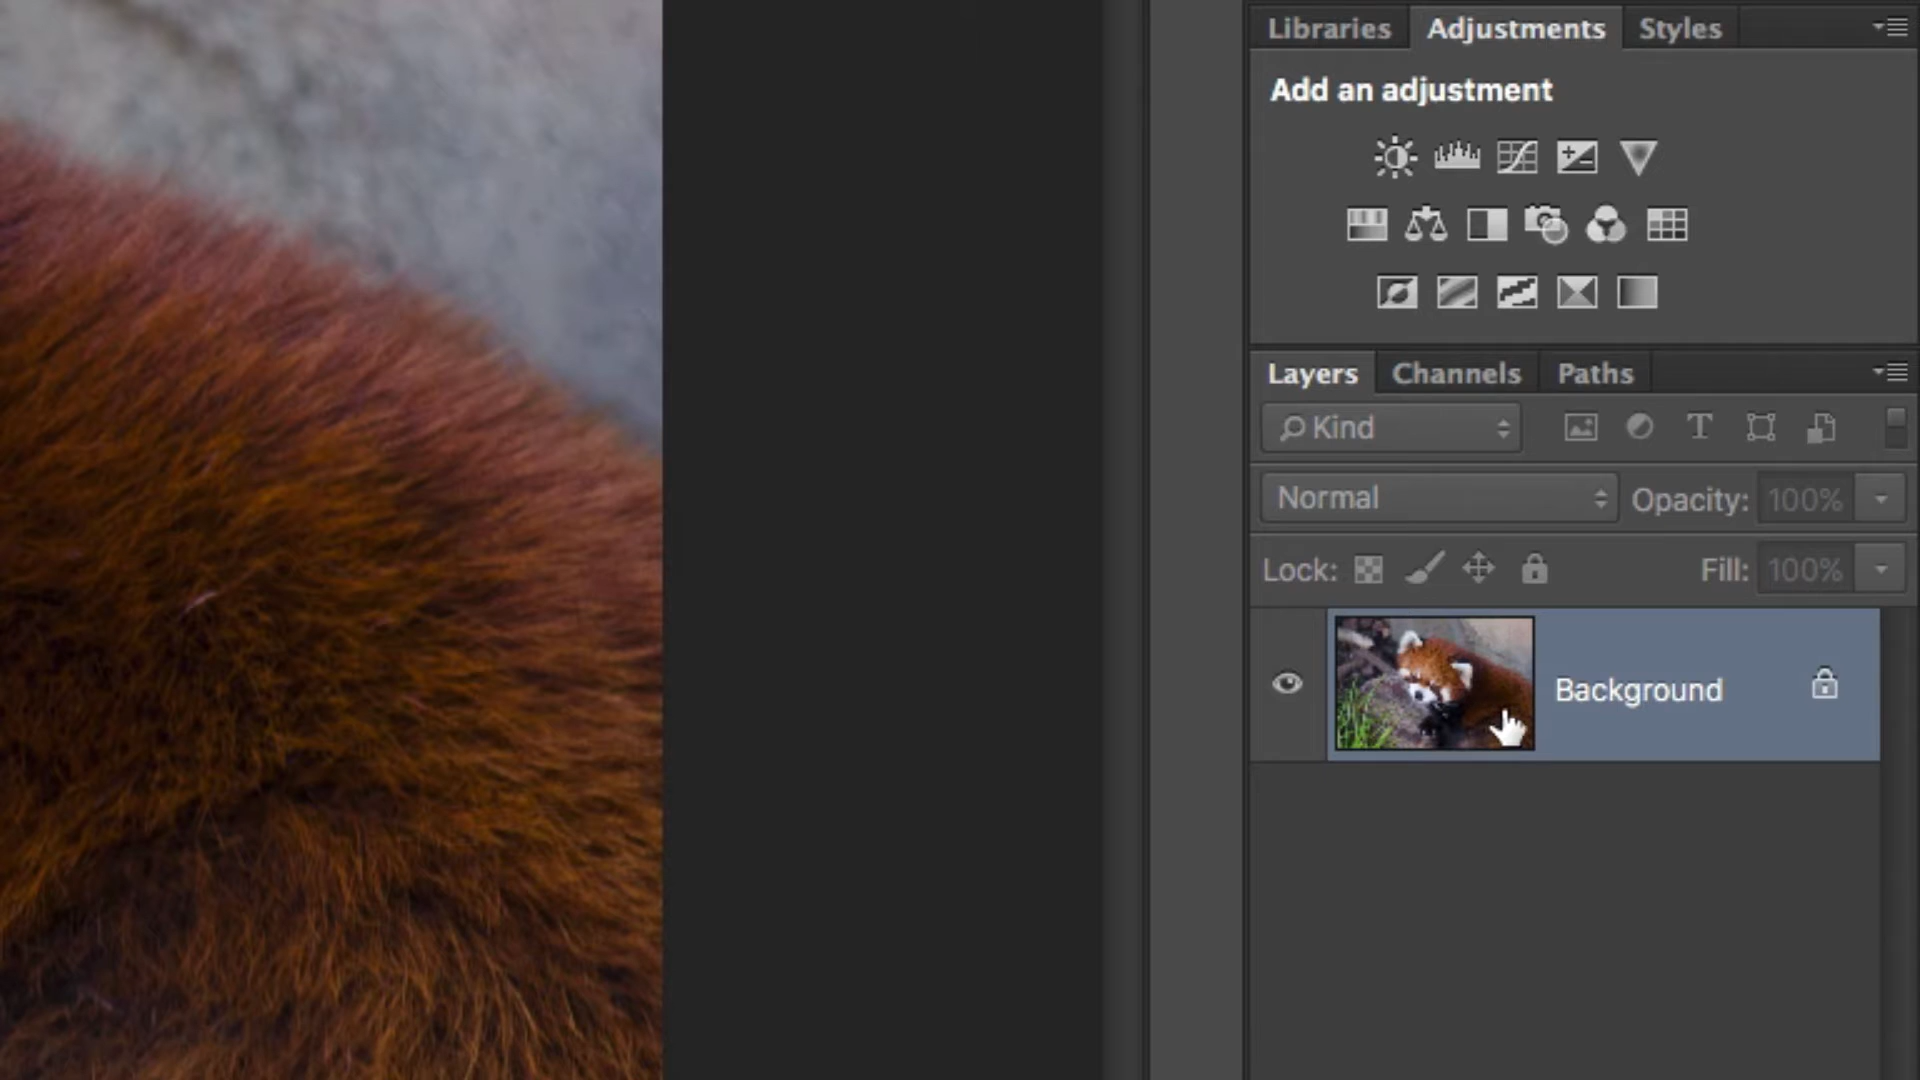 Libraries Adjustments Styles
Add an adjustment
Layers Channels Paths
Kind T
Normal Opacity: 100%
Lock: Fill: 100%
Background